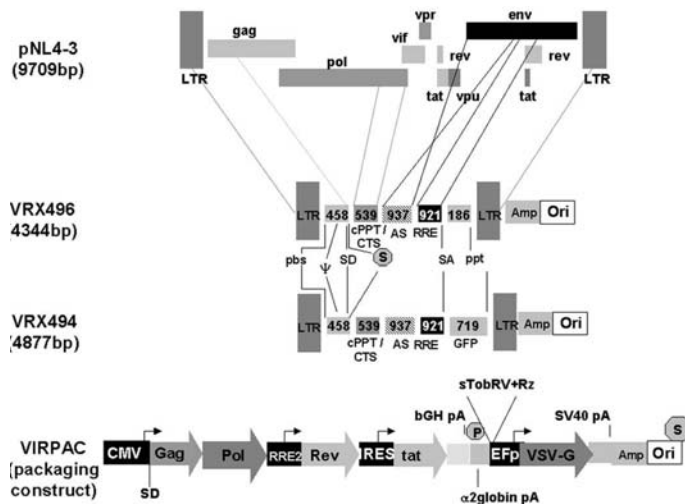 pNL4-3
(9709bp)
LTR
gag
pol
vif
vpr
env
rev
rev
tat
vpu
tat
LTR
VRX496
(4344bp)
LTR
458
539
937
921
186
LTR
Amp
Ori
cPPT/
CTS
AS
RRE
pbs
Ψ
SD
S
SA
ppt
VRX494
(4877bp)
LTR
458
539
937
921
719
LTR
Amp
Ori
cPPT/
CTS
AS
RRE
GFP
sTobRV+Rz
bGH pA
P
SV40 pA
S
VIRPAC
(packaging
construct)
CMV
Gag
Pol
RRE2
Rev
IRES
tat
EFp
VSV-G
Amp
Ori
SD
α2globin pA